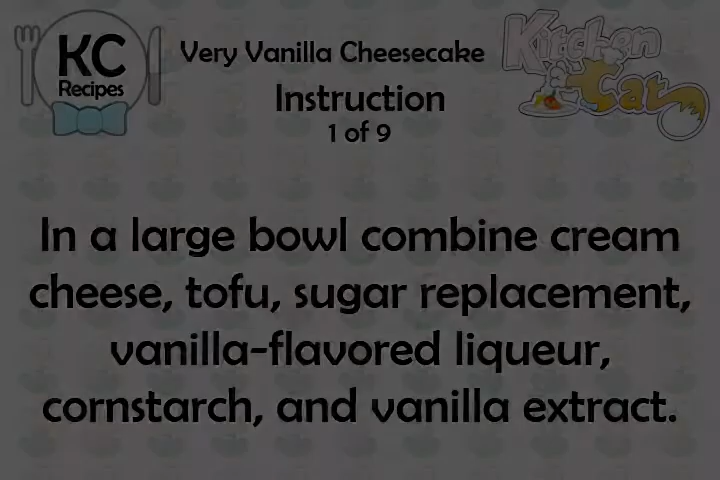 KC
Recipes
Very Vanilla Cheesecake
Kitchen
Cat
Instruction
1 of 9
In a large bowl combine cream
cheese, tofu, sugar replacement,
vanilla-flavored liqueur,
cornstarch, and vanilla extract.